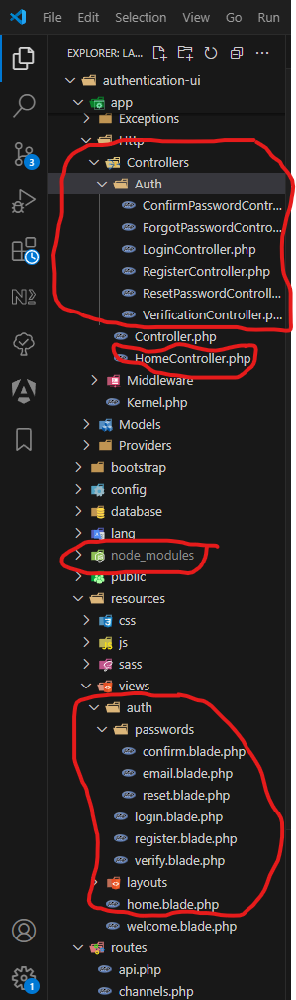 File Edit Selection View Go Run
EXPLORER: LA...
authentication-ui
app
Exceptions
Http
Controllers
Auth
ConfirmPasswordContr...
ForgotPasswordContro...
LoginController.php
RegisterController.php
ResetPasswordControll...
VerificationController.p...
Controller.php
HomeController.php
Middleware
Kernel.php
Models
Providers
bootstrap
config
database
lang
node_modules
public
resources
css
js
sass
views
auth
passwords
confirm.blade.php
email.blade.php
reset.blade.php
login.blade.php
register.blade.php
verify.blade.php
layouts
home.blade.php
welcome.blade.php
routes
api.php
channels.php
3
1